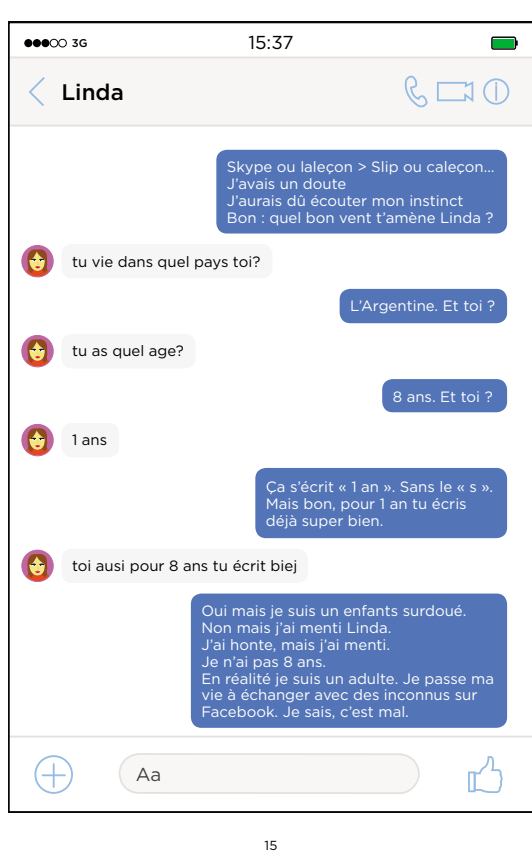 3G
15:37
Linda
Skype ou laleçon > Slip ou caleçon...
J’avais un doute
J’aurais dû écouter mon instinct
Bon : quel bon vent t’amène Linda ?
tu vie dans quel pays toi?
L’Argentine. Et toi ?
tu as quel age?
8 ans. Et toi ?
1 ans
Ça s’écrit « 1 an ». Sans le « s ».
Mais bon, pour 1 an tu écris
déjà super bien.
toi ausi pour 8 ans tu écrit biej
Oui mais je suis un enfants surdoué.
Non mais j’ai menti Linda.
J’ai honte, mais j’ai menti.
Je n’ai pas 8 ans.
En réalité je suis un adulte. Je passe ma
vie à échanger avec des inconnus sur
Facebook. Je sais, c’est mal.
Aa
15